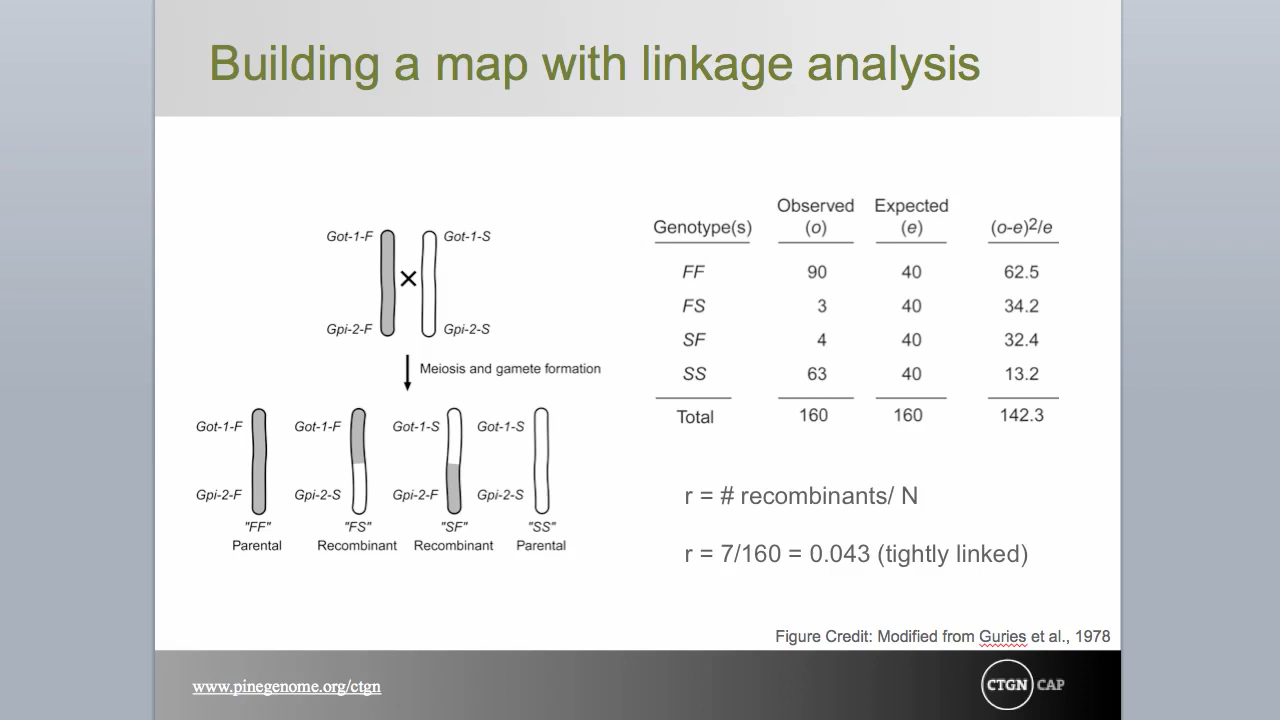 Building a map with linkage analysis
Got-1-F
Got-1-S
×
Gpi-2-F
Gpi-2-S
Meiosis and gamete formation
Got-1-F
Got-1-F
Got-1-S
Got-1-S
Gpi-2-F
Gpi-2-S
Gpi-2-F
Gpi-2-S
"FF"
"FS"
"SF"
"SS"
Parental
Recombinant
Recombinant
Parental
Genotype(s) Observed (o) Expected (e) (o-e)²/e
FF 90 40 62.5
FS 3 40 34.2
SF 4 40 32.4
SS 63 40 13.2
Total 160 160 142.3
r = # recombinants/ N
r = 7/160 = 0.043 (tightly linked)
Figure Credit: Modified from Guries et al., 1978
www.pinegenome.org/ctgn
CTGN CAP